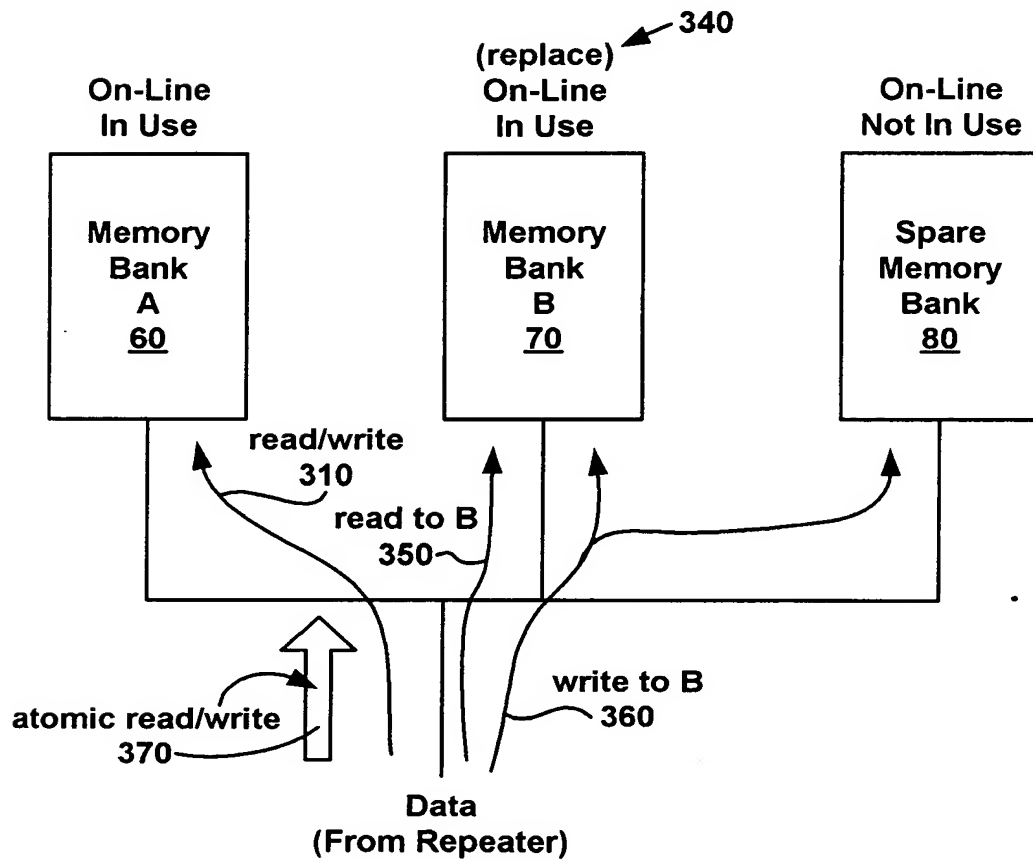 340
(replace)
On-Line
In Use
On-Line
In Use
On-Line
Not In Use
Memory
Bank
A
60
Memory
Bank
B
70
Spare
Memory
Bank
80
read/write
310
read to B
350
write to B
360
atomic read/write
370
Data
(From Repeater)